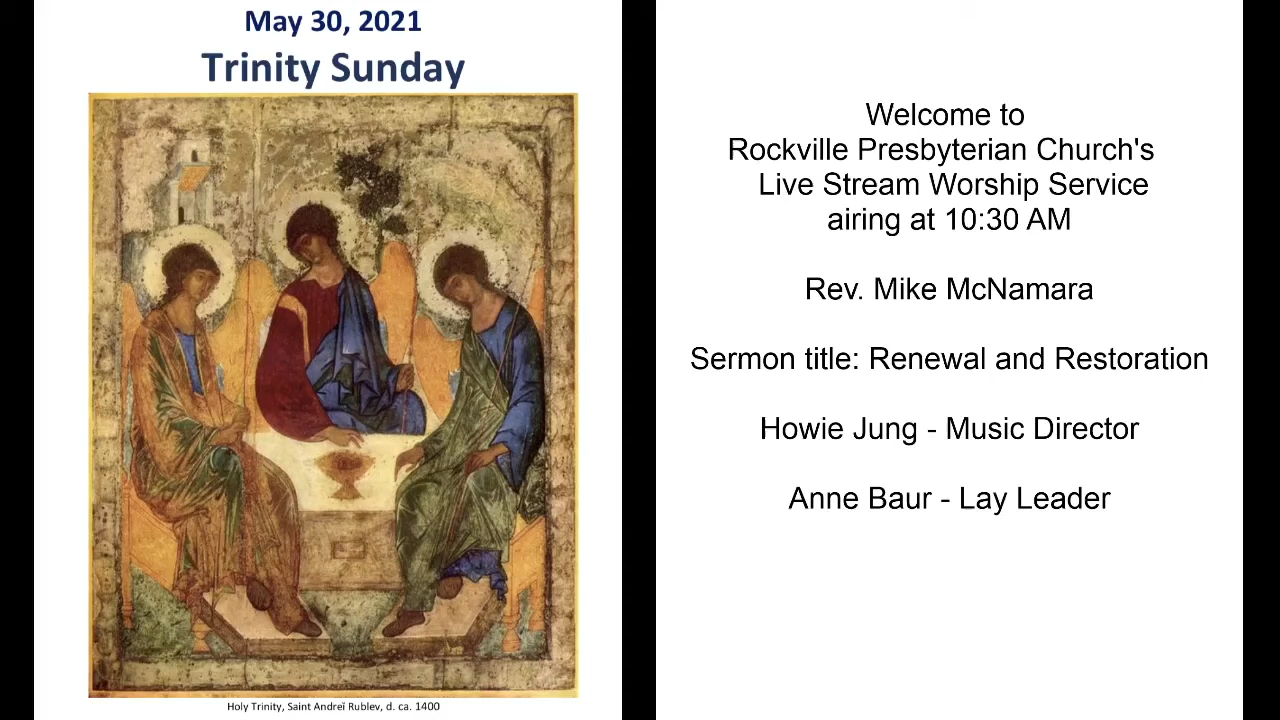 May 30, 2021
Trinity Sunday
Holy Trinity, Saint Andreï Rublev, d. ca. 1400
Welcome to
Rockville Presbyterian Church's
Live Stream Worship Service
airing at 10:30 AM
Rev. Mike McNamara
Sermon title: Renewal and Restoration
Howie Jung - Music Director
Anne Baur - Lay Leader